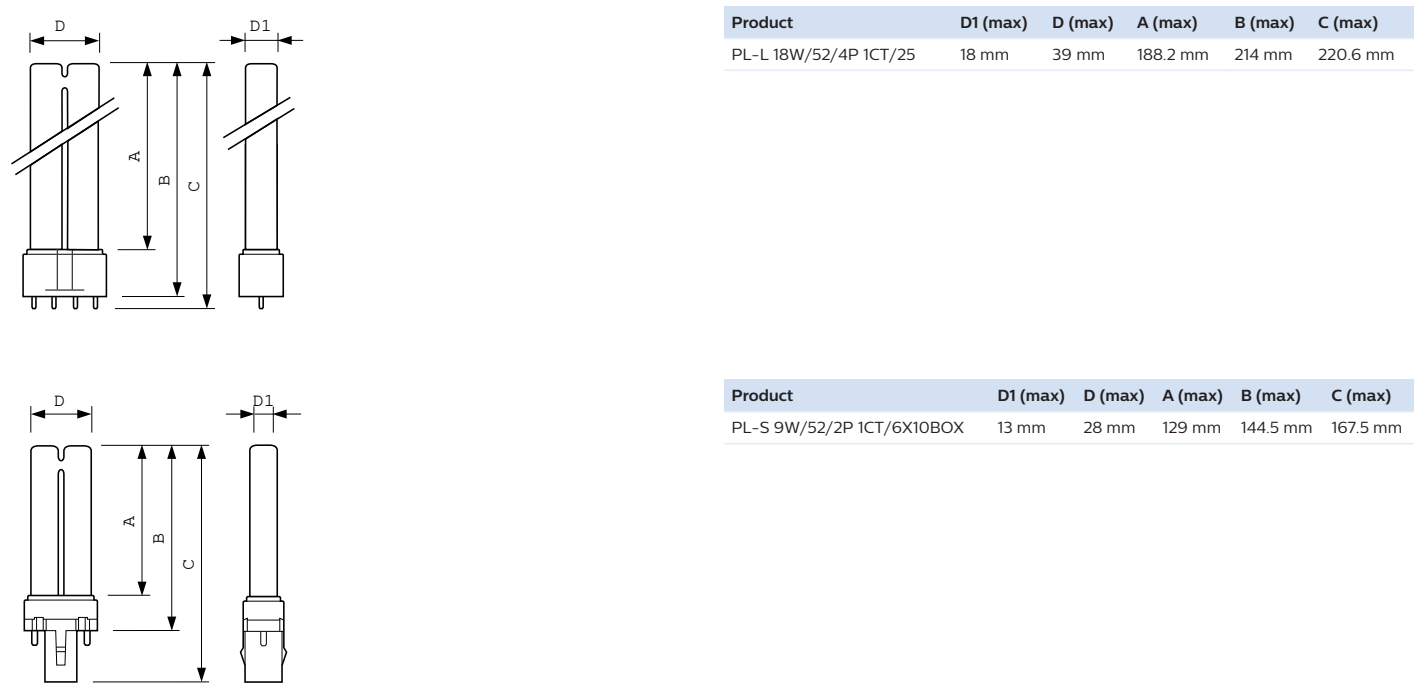 D D1
A
B
C
Product D1 (max) D (max) A (max) B (max) C (max)
PL-L 18W/52/4P 1CT/25 18 mm 39 mm 188.2 mm 214 mm 220.6 mm
D D1
A
B
C
Product D1 (max) D (max) A (max) B (max) C (max)
PL-S 9W/52/2P 1CT/6X10BOX 13 mm 28 mm 129 mm 144.5 mm 167.5 mm